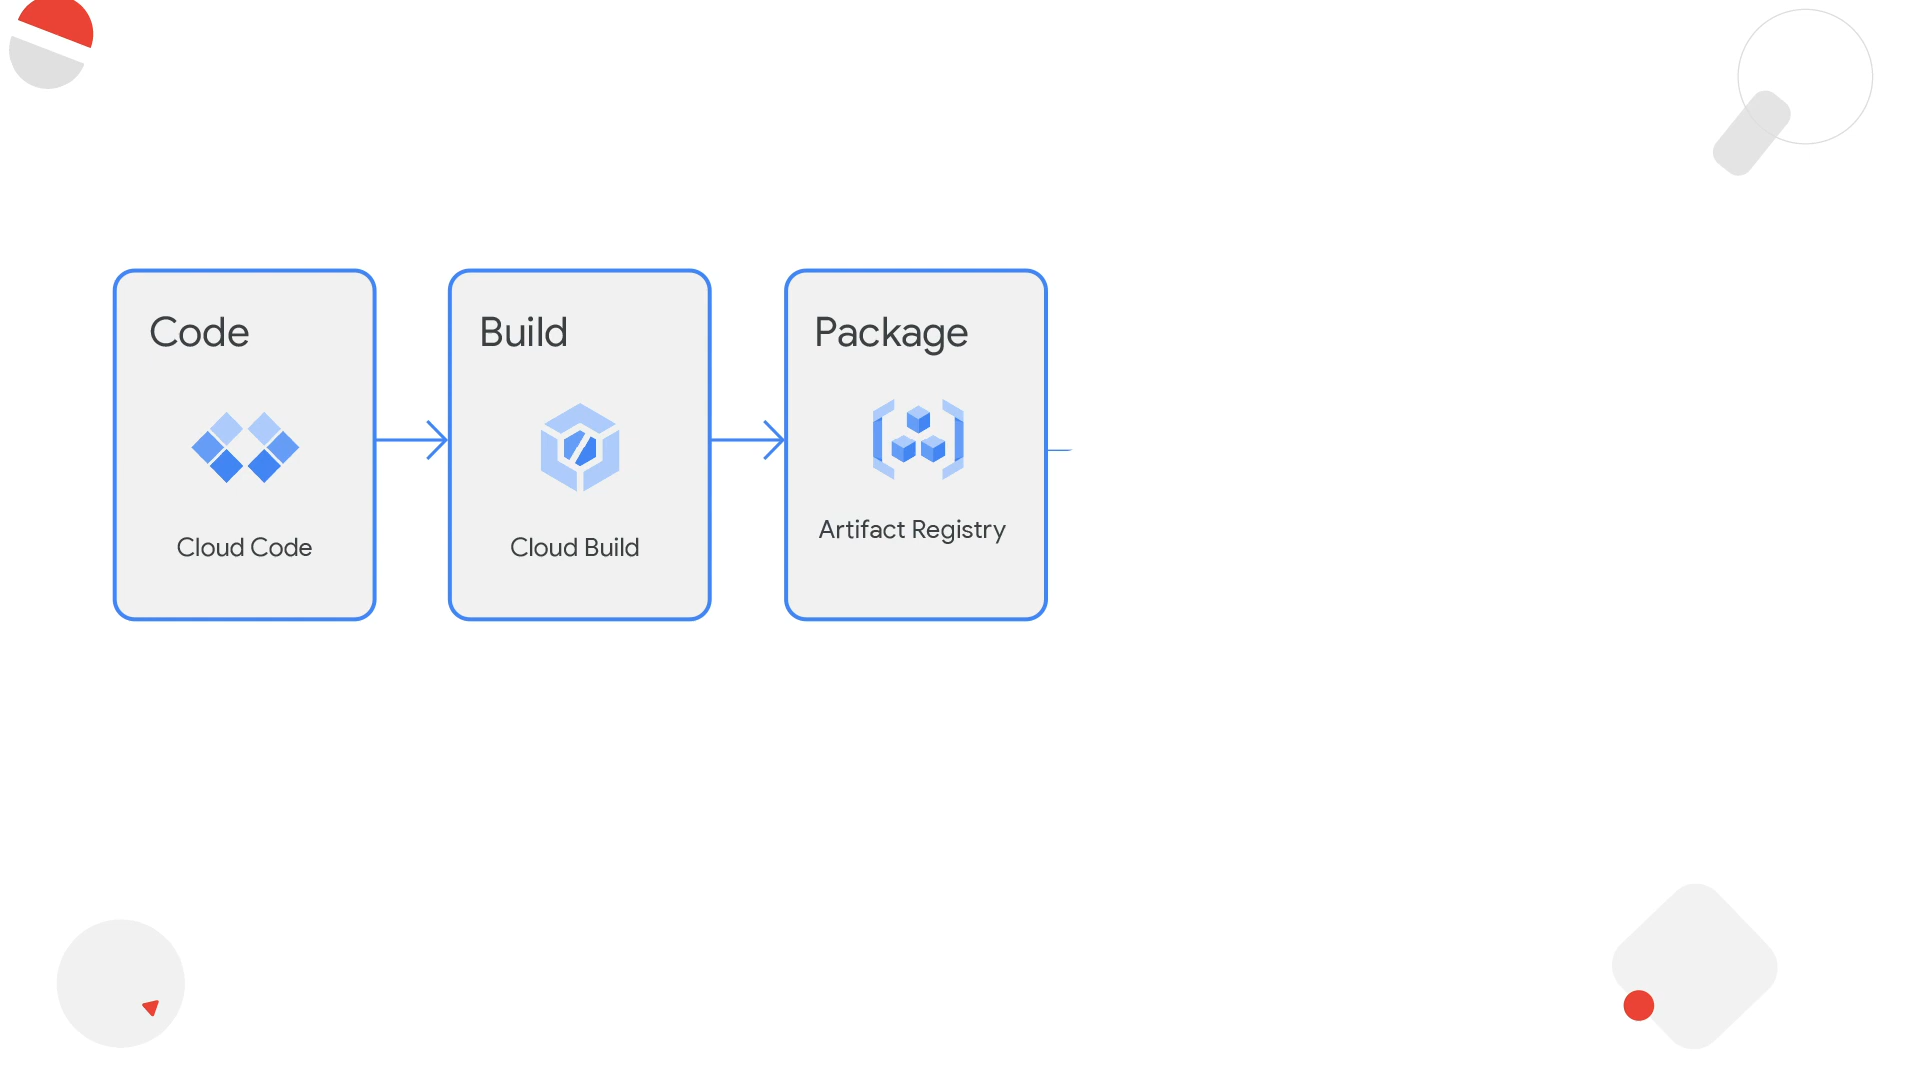 Code
Cloud Code
Build
Cloud Build
Package
Artifact Registry